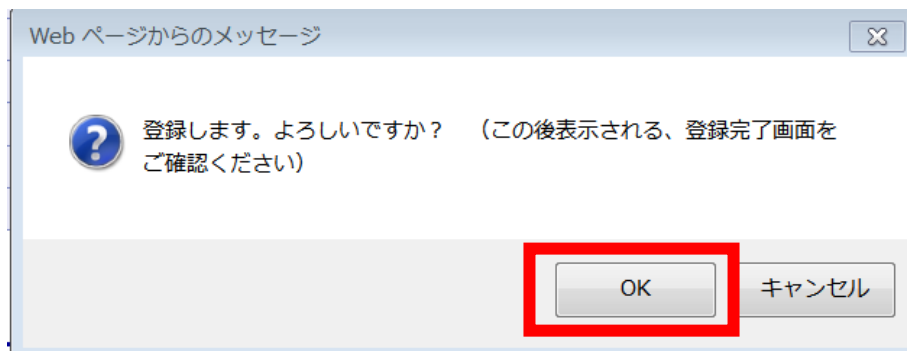 Web ページからのメッセージ
登録します。よろしいですか？　（この後表示される、登録完了画面を
ご確認ください）
OK
キャンセル